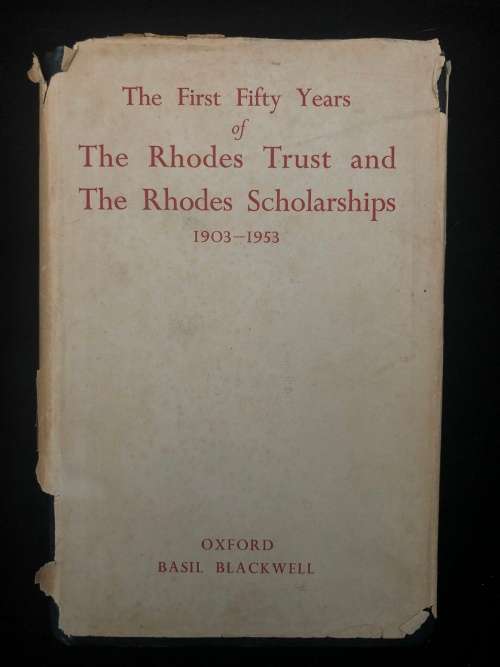 The First Fifty Years
of
The Rhodes Trust and
The Rhodes Scholarships
1903–1953
OXFORD
BASIL BLACKWELL